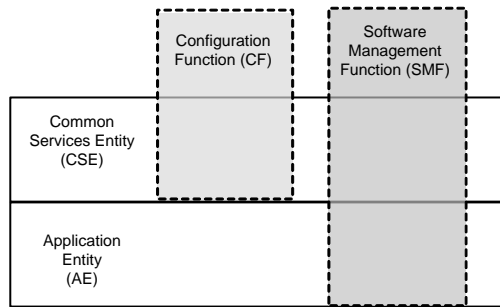 Configuration
Function (CF)
Software
Management
Function (SMF)
Common
Services Entity
(CSE)
Application
Entity
(AE)